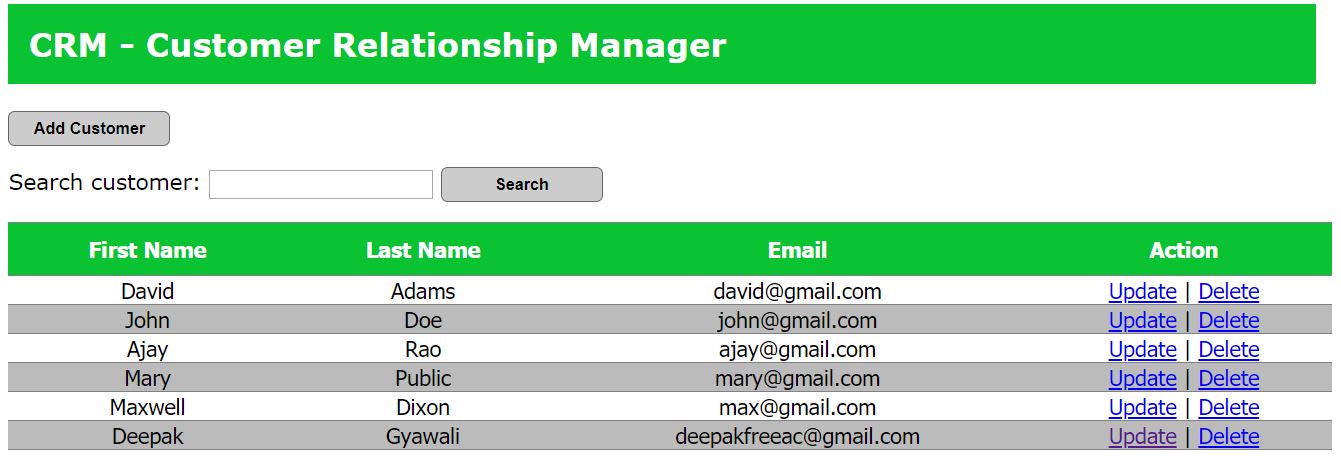 CRM - Customer Relationship Manager
Add Customer
Search customer: Search
First Name Last Name Email Action
David Adams david@gmail.com Update | Delete
John Doe john@gmail.com Update | Delete
Ajay Rao ajay@gmail.com Update | Delete
Mary Public mary@gmail.com Update | Delete
Maxwell Dixon max@gmail.com Update | Delete
Deepak Gyawali deepakfreeac@gmail.com Update | Delete